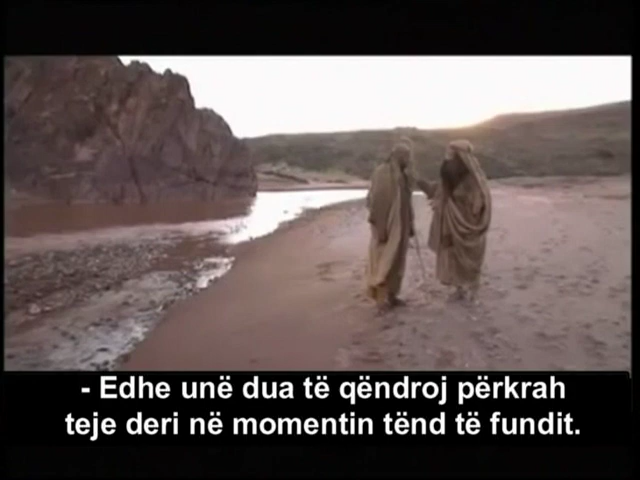 - Edhe unë dua të qëndroj përkrah
teje deri në momentin tënd të fundit.